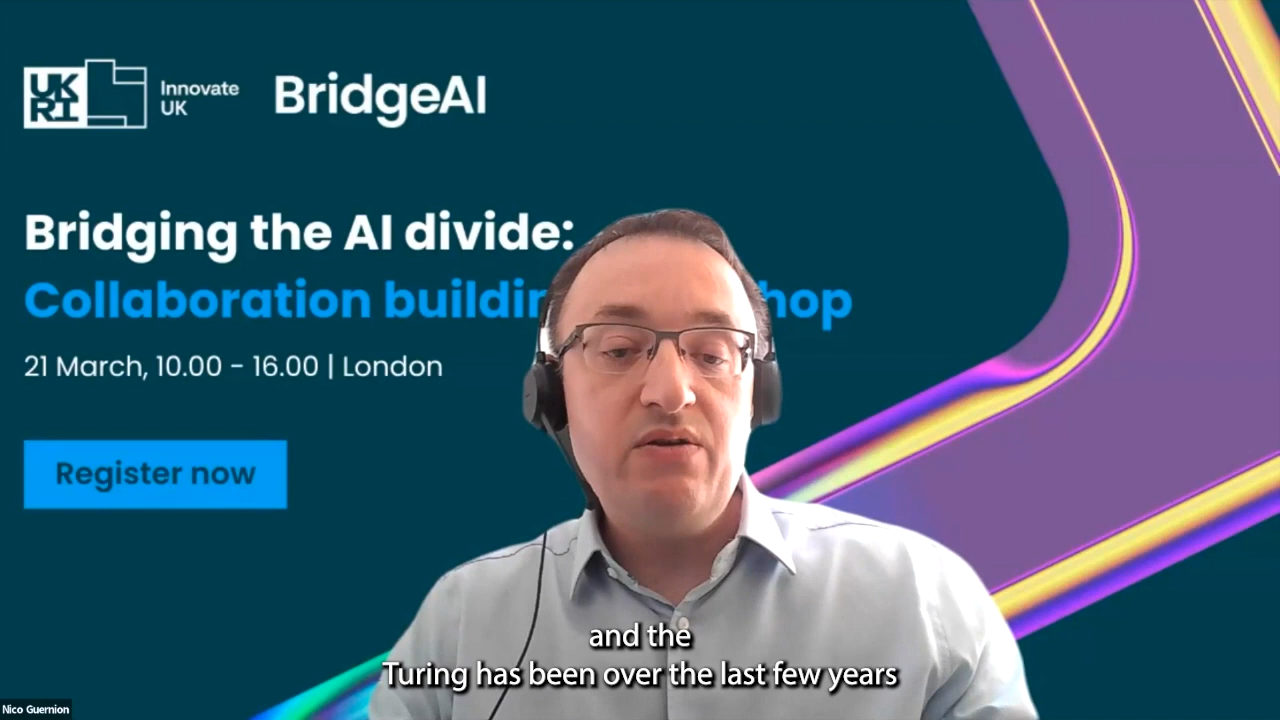 UK
RI
Innovate
UK
BridgeAI
Bridging the AI divide:
Collaboration buildin hop
21 March, 10.00 - 16.00 | London
Register now
and the
Turing has been over the last few years
Nico Guernion